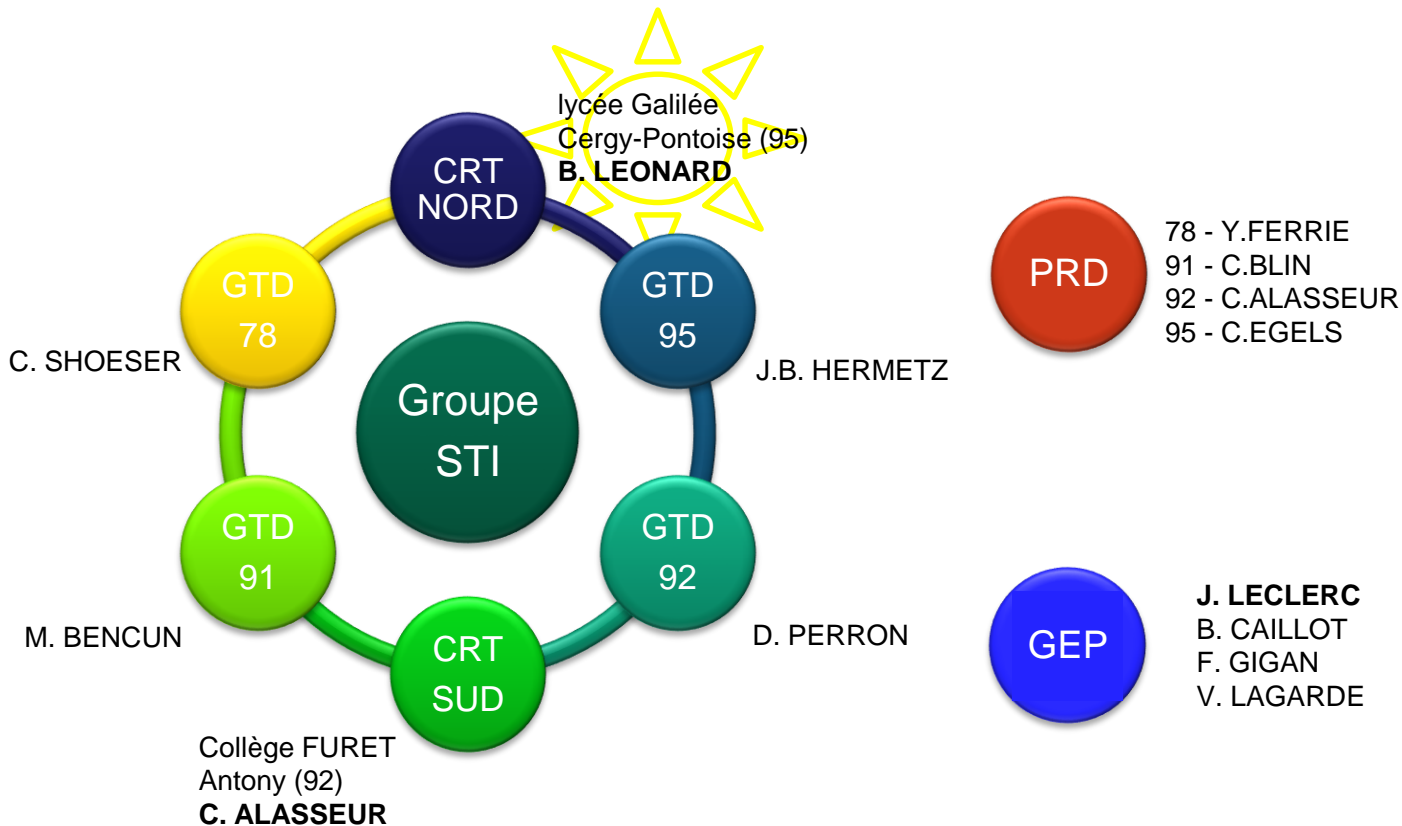 lycée Galilée
Cergy-Pontoise (95)
B. LEONARD
CRT
NORD
GTD
78
C. SHOESER
GTD
95
J.B. HERMETZ
Groupe
STI
GTD
91
M. BENCUN
GTD
92
D. PERRON
CRT
SUD
Collège FURET
Antony (92)
C. ALASSEUR
PRD
78 - Y.FERRIE
91 - C.BLIN
92 - C.ALASSEUR
95 - C.EGELS
GEP
J. LECLERC
B. CAILLOT
F. GIGAN
V. LAGARDE